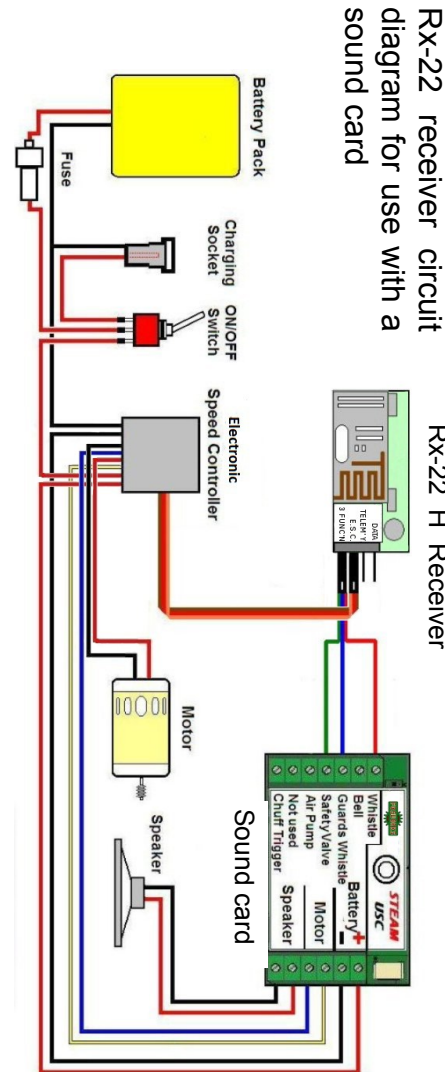 Rx-22 receiver circuit
diagram for use with a
sound card
Rx-22 H Receiver
DATA
TELEM'Y
E.S.C.
3 FUNC'N
Battery Pack
Fuse
Charging
Socket
ON/OFF
Switch
Electronic
Speed Controller
Motor
Speaker
Sound card
Whistle
Bell
Guards Whistle
Safety Valve
Air Pump
Not used
Chuff Trigger
STEAM
USC
Battery+
-
Motor
Speaker